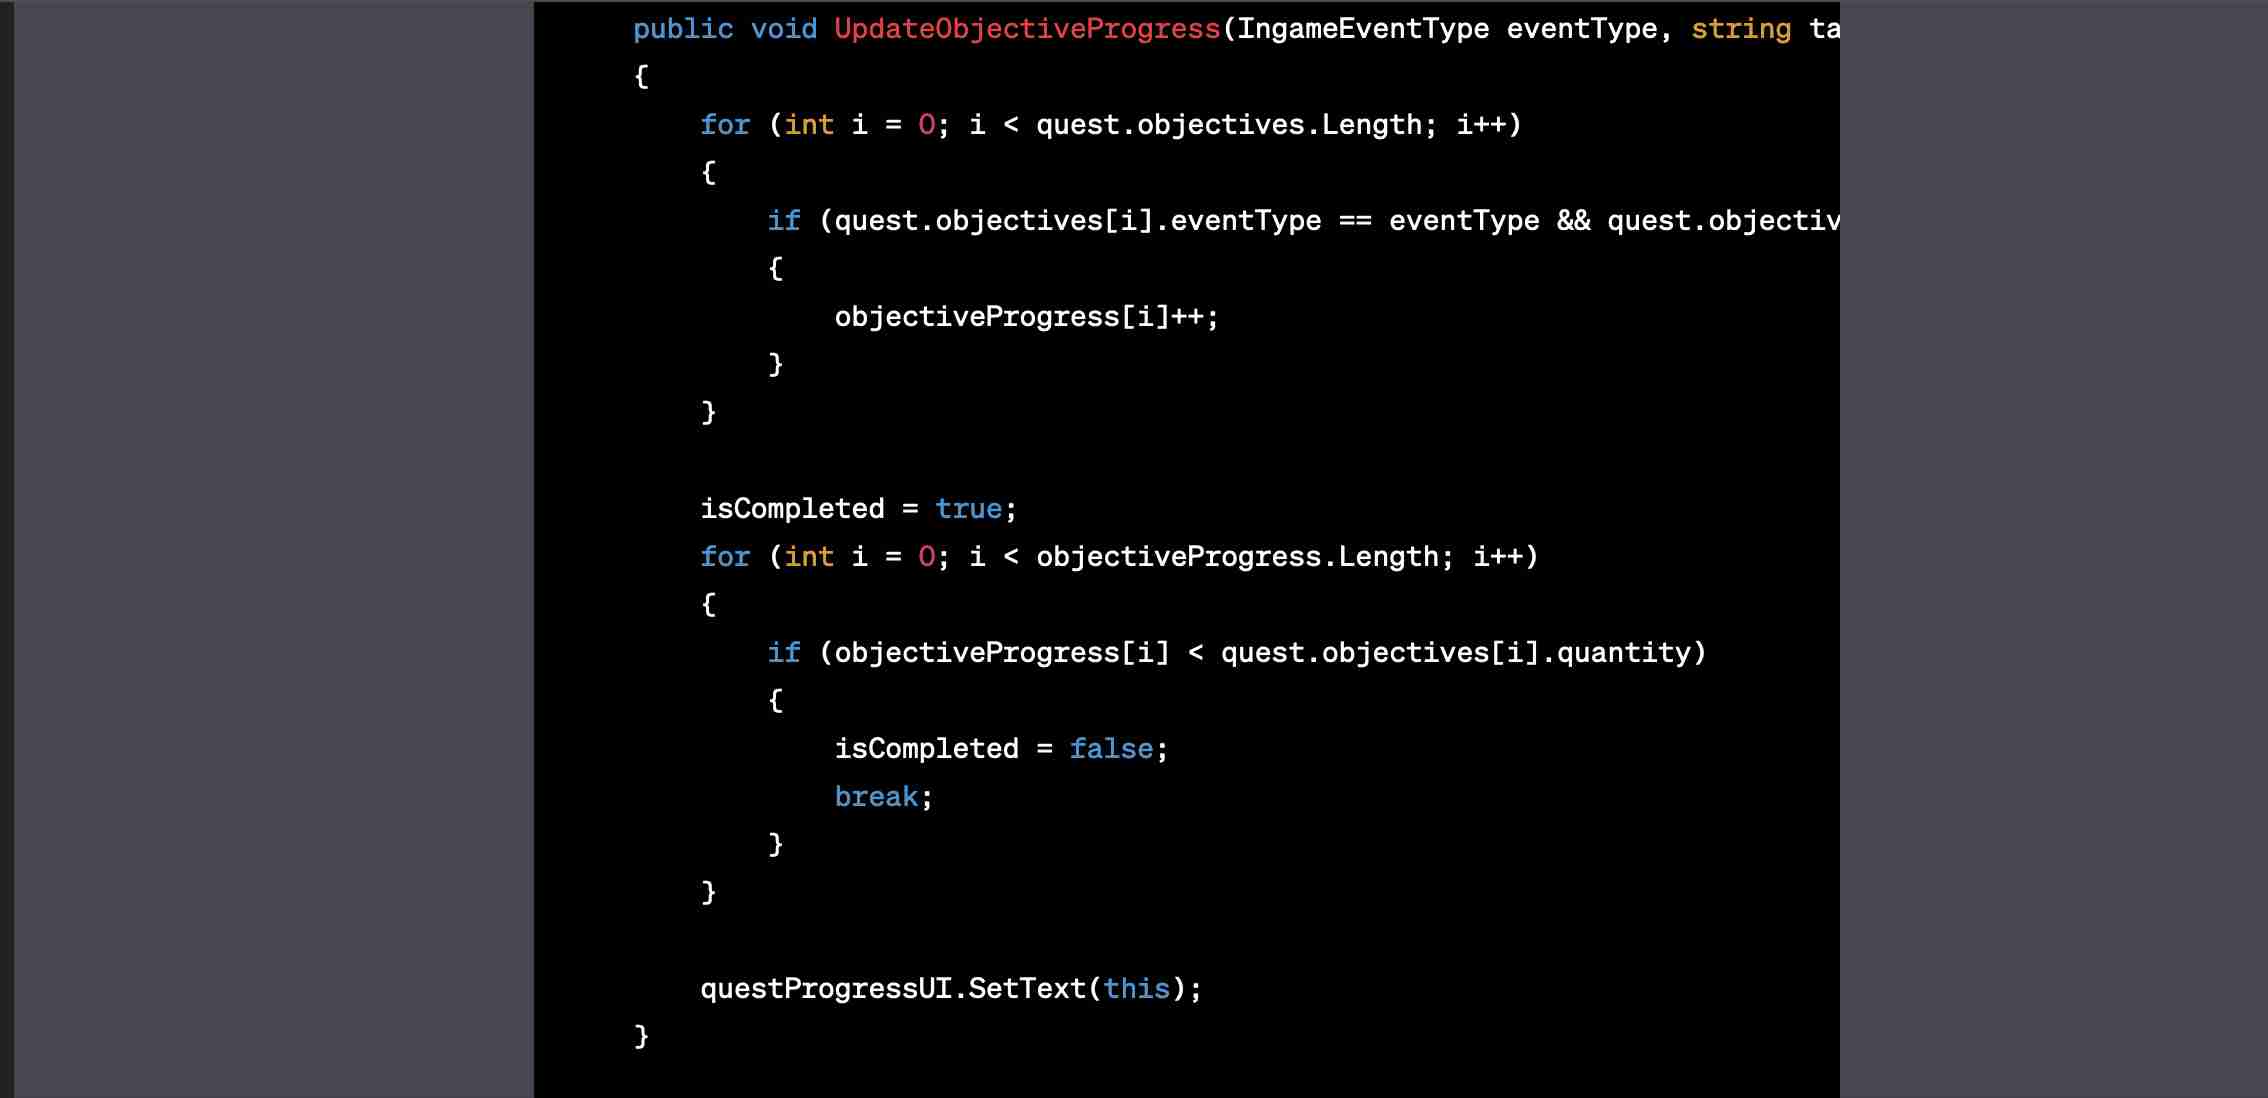 public void UpdateObjectiveProgress(IngameEventType eventType, string ta
{
for (int i = 0; i < quest.objectives.Length; i++)
{
if (quest.objectives[i].eventType == eventType && quest.objectiv
{
objectiveProgress[i]++;
}
}
isCompleted = true;
for (int i = 0; i < objectiveProgress.Length; i++)
{
if (objectiveProgress[i] < quest.objectives[i].quantity)
{
isCompleted = false;
break;
}
}
questProgressUI.SetText(this);
}